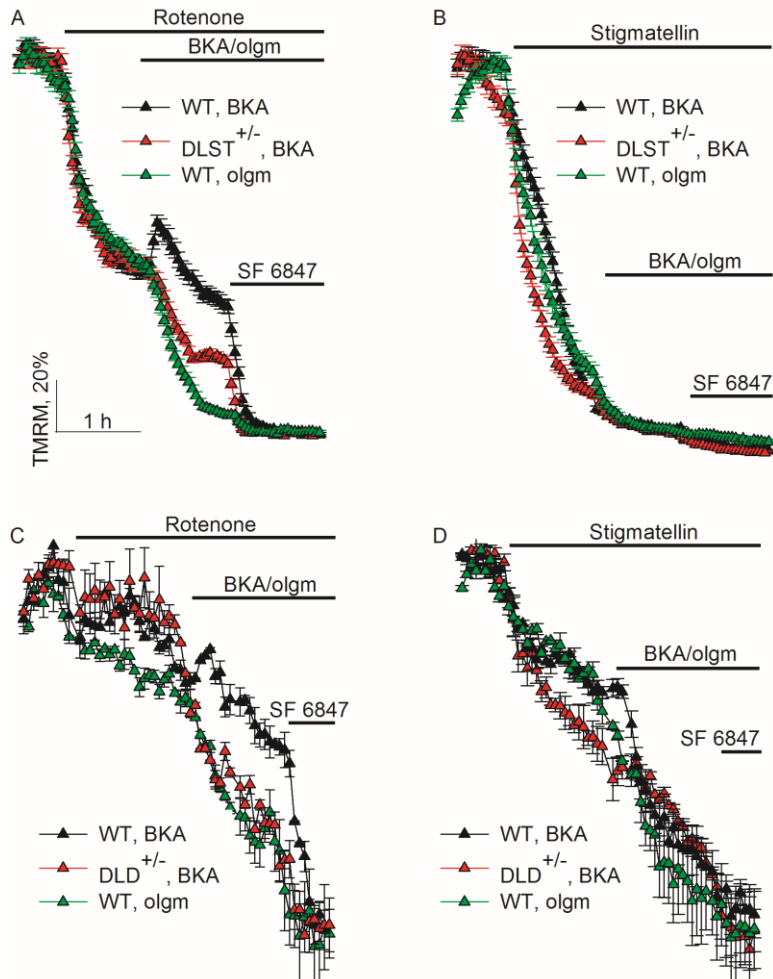 A
Rotenone
BKA/olgm
WT, BKA
DLST+/-, BKA
WT, olgm
SF 6847
TMRM, 20%
1 h
B
Stigmatellin
WT, BKA
DLST+/-, BKA
WT, olgm
BKA/olgm
SF 6847
C
Rotenone
BKA/olgm
SF 6847
WT, BKA
DLD+/-, BKA
WT, olgm
D
Stigmatellin
BKA/olgm
SF 6847
WT, BKA
DLD+/-, BKA
WT, olgm